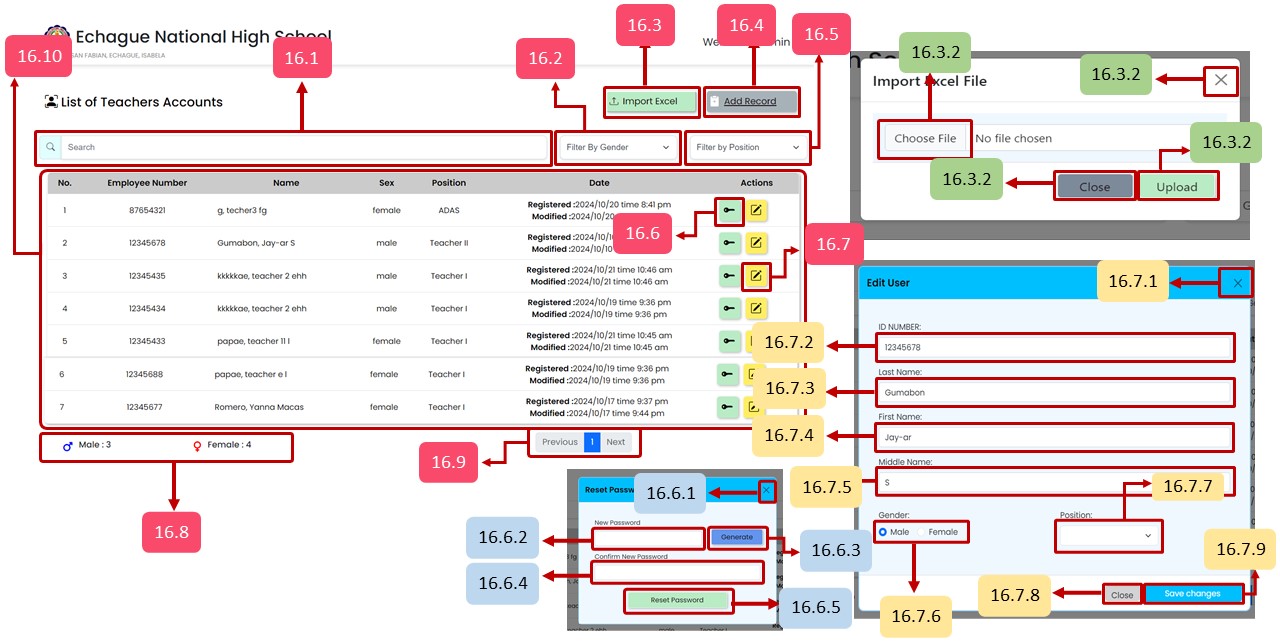 Echague National High School
SAN FABIAN, ECHAGUE, ISABELA
16.10
16.1
16.2
16.3
16.4
16.5
List of Teachers Accounts
Import Excel
Add Record
Search
Filter By Gender
Filter by Position
No. Employee Number Name Sex Position Date Actions
1 87654321 g, techer3 fg female ADAS Registered :2024/10/20 time 8:41 pm
Modified :2024/10/20
16.6
2 12345678 Gumabon, Jay-ar S male Teacher II Registered :2024/10/
Modified :2024/10/
16.7
3 12345435 kkkkkae, teacher 2 ehh male Teacher I Registered :2024/10/21 time 10:46 am
Modified :2024/10/21 time 10:46 am
4 12345434 kkkkkae, teacher 2 ehh male Teacher I Registered :2024/10/19 time 9:36 pm
Modified :2024/10/19 time 9:36 pm
5 12345433 papae, teacher 11 l female Teacher I Registered :2024/10/21 time 10:45 am
Modified :2024/10/21 time 10:45 am
6 12345688 papae, teacher e l female Teacher I Registered :2024/10/19 time 9:36 pm
Modified :2024/10/19 time 9:36 pm
7 12345677 Romero, Yanna Macas female Teacher I Registered :2024/10/17 time 9:37 pm
Modified :2024/10/17 time 9:44 pm
Male : 3 Female : 4
Previous 1 Next
16.9
16.8
16.3.2
16.3.2
Import Excel File
Choose File No file chosen
16.3.2
16.3.2
Close Upload
Edit User
16.7.1
ID NUMBER:
16.7.2
12345678
Last Name:
16.7.3
Gumabon
First Name:
16.7.4
Jay-ar
Middle Name:
16.7.5
S
16.7.7
Gender:
Male Female
Position:
16.7.9
16.7.8
Close Save changes
16.7.6
Reset Passw
16.6.1
New Password
16.6.2
Generate
16.6.3
Confirm New Password
16.6.4
Reset Password
16.6.5